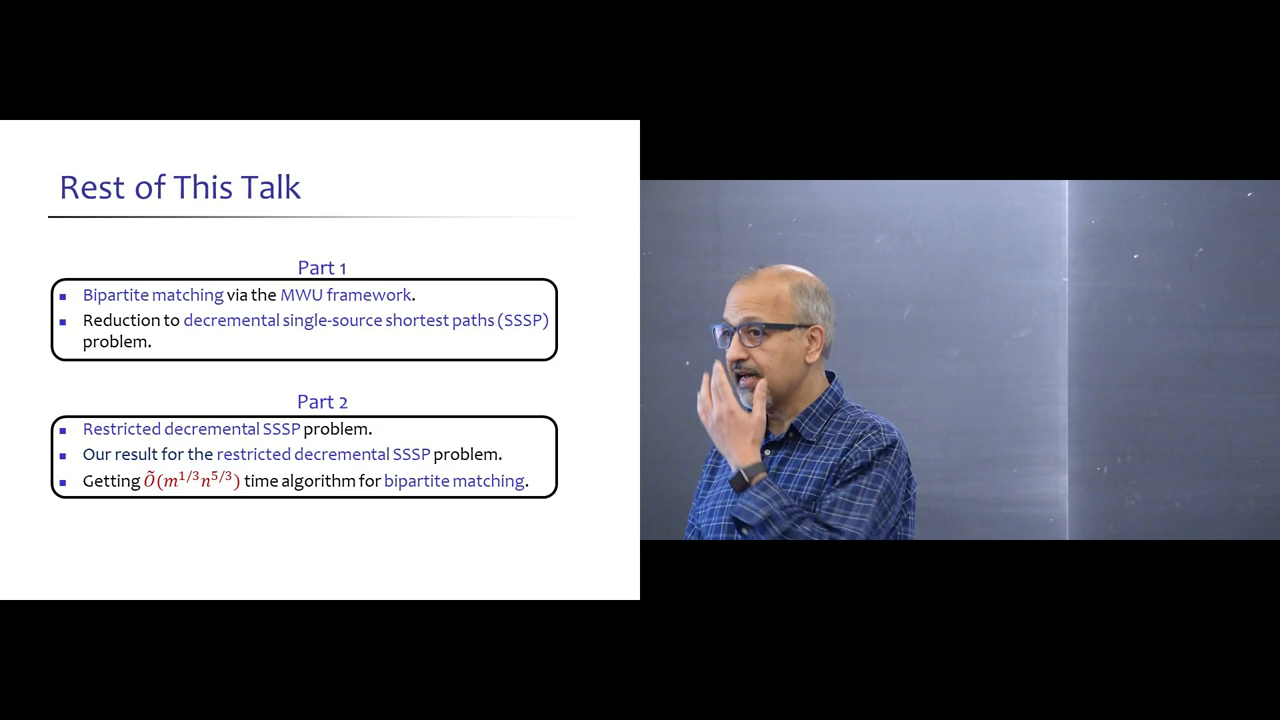 Rest of This Talk
Part 1
Bipartite matching via the MWU framework.
Reduction to decremental single-source shortest paths (SSSP)
problem.
Part 2
Restricted decremental SSSP problem.
Our result for the restricted decremental SSSP problem.
Getting Õ(m^{1/3}n^{5/3}) time algorithm for bipartite matching.